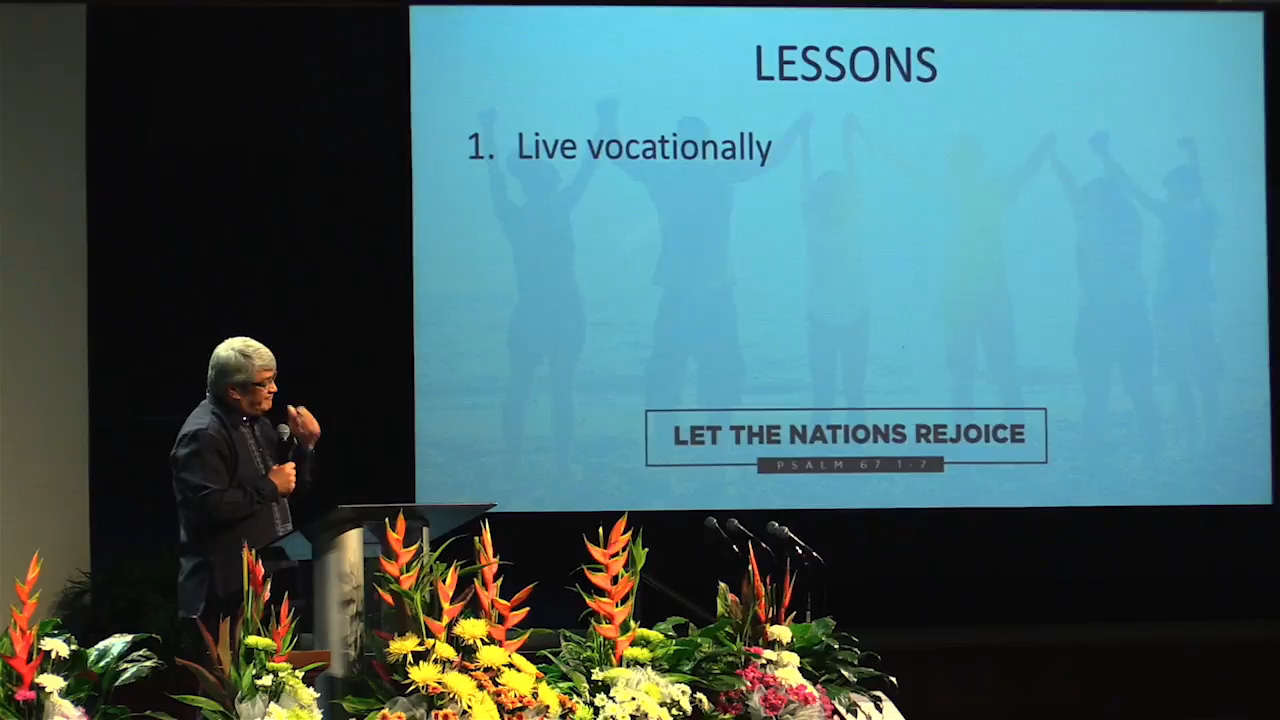 LESSONS
1. Live vocationally
LET THE NATIONS REJOICE
PSALM 67 1-7